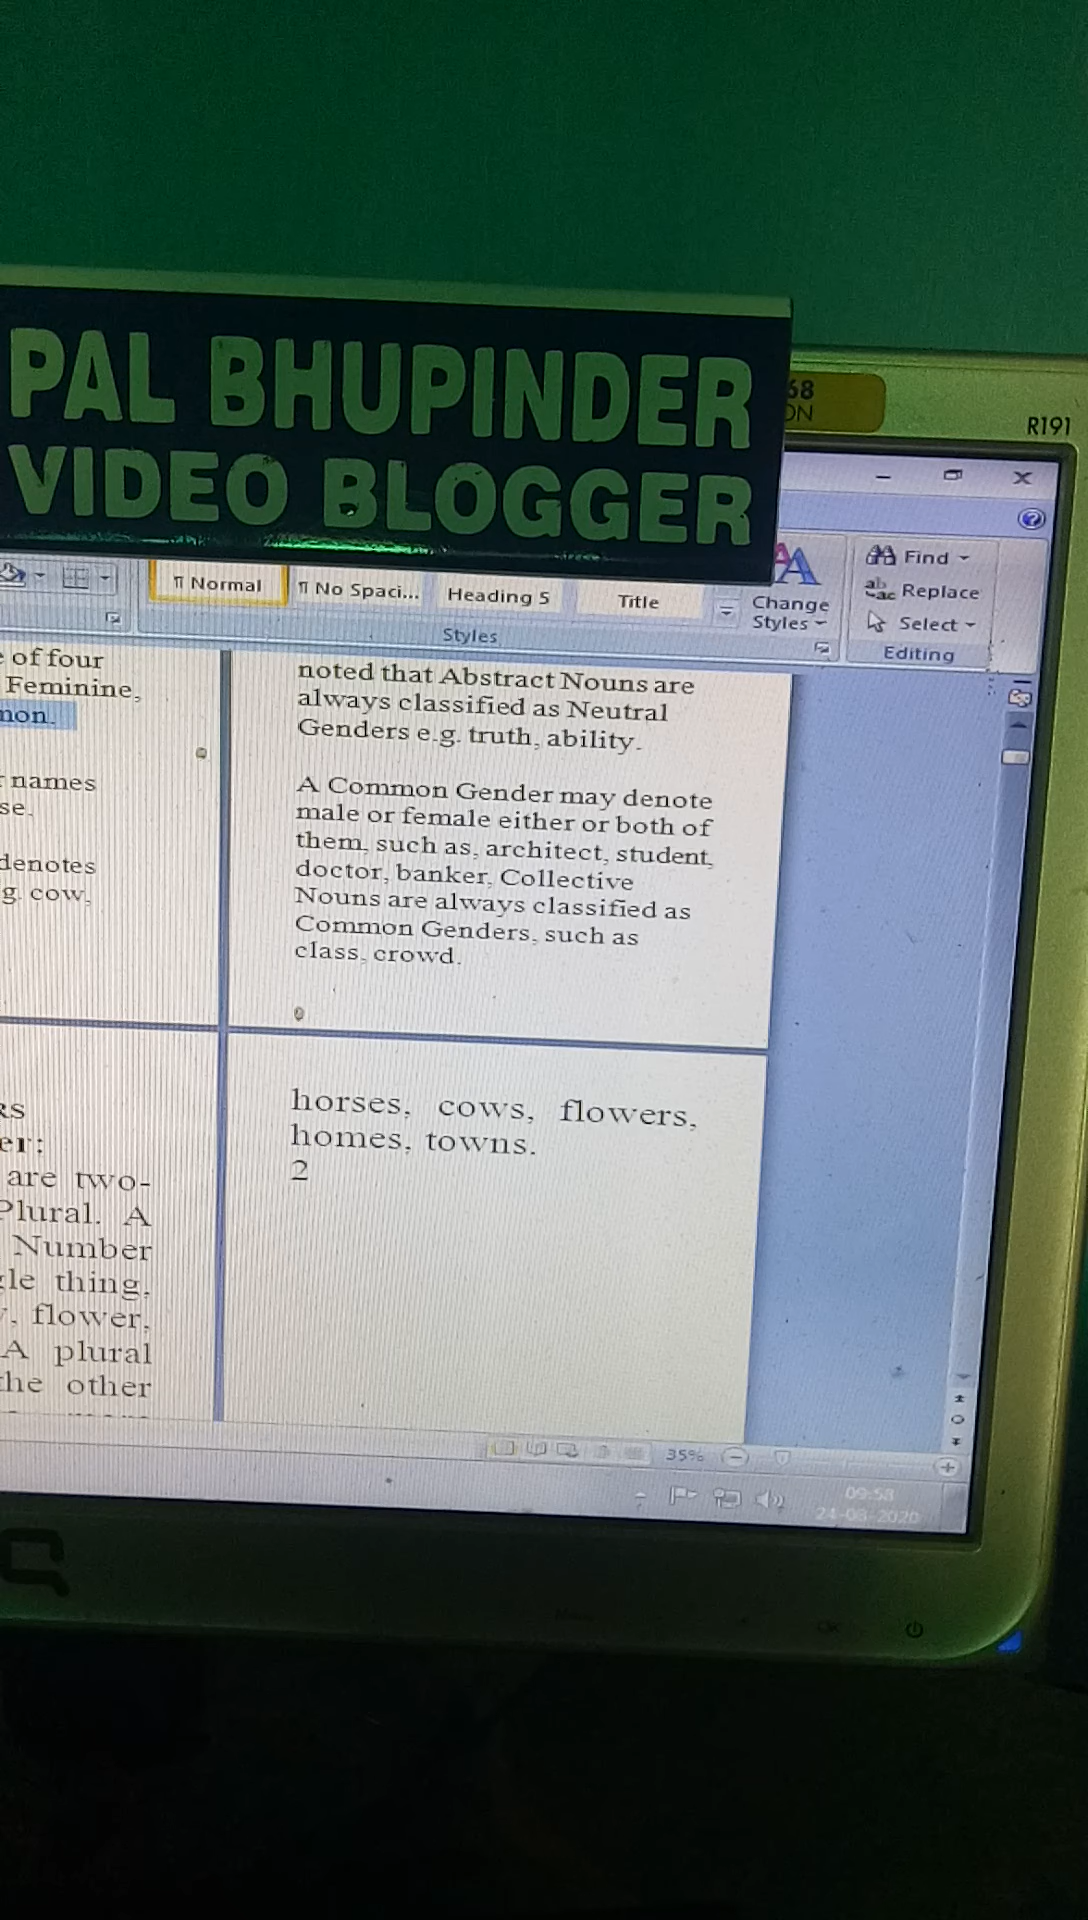 PAL BHUPINDER
VIDEO BLOGGER
68
ON
R191
Normal
No Spaci...
Heading 5
Title
Change
Styles
Styles
Find
Replace
Select
Editing
of four
Feminine,
non.
names
se.
denotes
g. cow,
noted that Abstract Nouns are
always classified as Neutral
Genders e.g. truth, ability.
A Common Gender may denote
male or female either or both of
them, such as, architect, student,
doctor, banker, Collective
Nouns are always classified as
Common Genders, such as
class, crowd.
RS
er:
are two-
Plural. A
Number
gle thing,
flower,
A plural
the other
horses, cows, flowers,
homes, towns.
2
35%
09:58
24-08-2020